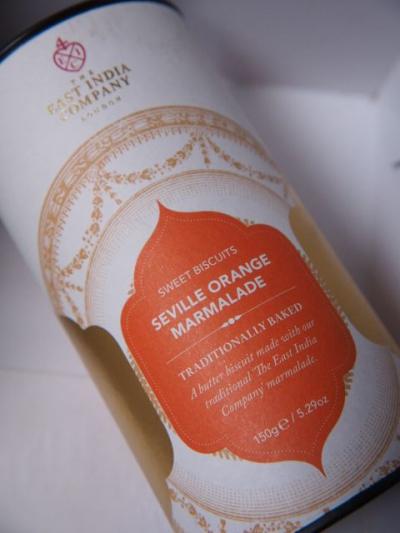 THE
EAST INDIA
COMPANY
LONDON
SWEET BISCUITS
SEVILLE ORANGE
MARMALADE
TRADITIONALLY BAKED
A butter biscuit made with our
traditional 'The East India
Company' marmalade.
150g e / 5.29oz